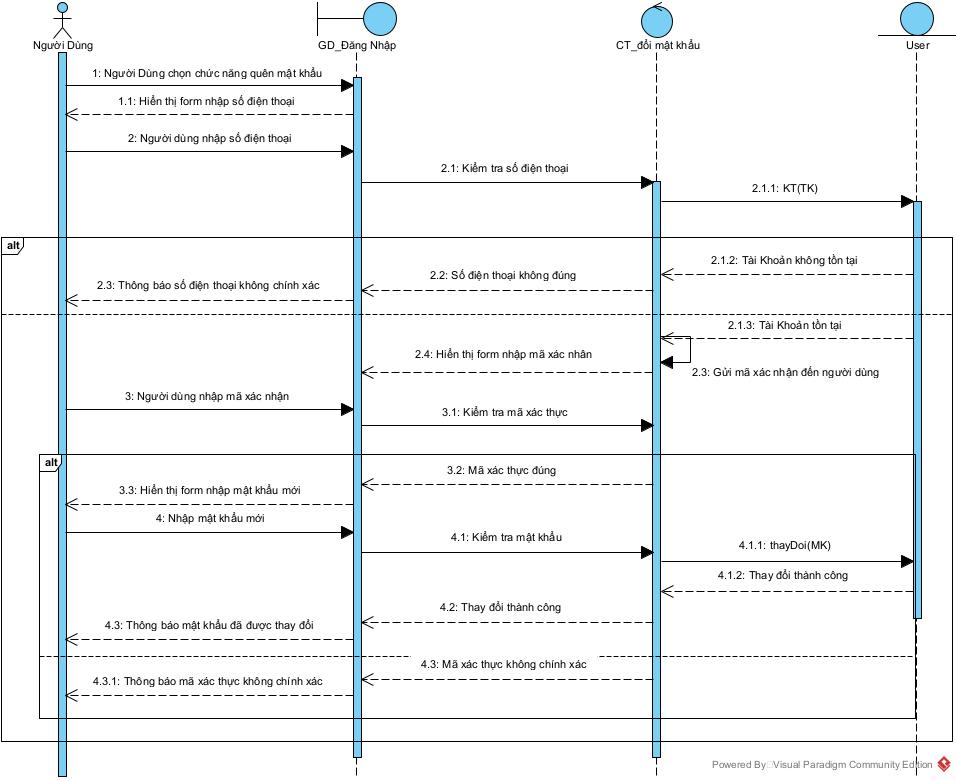 Người Dùng
GD_Đăng Nhập
CT_đổi mật khẩu
User
1: Người Dùng chọn chức năng quên mật khẩu
1.1: Hiển thị form nhập số điện thoại
2: Người dùng nhập số điện thoại
2.1: Kiểm tra số điện thoại
2.1.1: KT(TK)
alt
2.1.2: Tài Khoản không tồn tại
2.2: Số điện thoại không đúng
2.3: Thông báo số điện thoại không chính xác
2.1.3: Tài Khoản tồn tại
2.4: Hiển thị form nhập mã xác nhân
2.3: Gửi mã xác nhận đến người dùng
3: Người dùng nhập mã xác nhận
3.1: Kiểm tra mã xác thực
alt
3.2: Mã xác thực đúng
3.3: Hiển thị form nhập mật khẩu mới
4: Nhập mật khẩu mới
4.1: Kiểm tra mật khẩu
4.1.1: thayDoi(MK)
4.1.2: Thay đổi thành công
4.2: Thay đổi thành công
4.3: Thông báo mật khẩu đã được thay đổi
4.3: Mã xác thực không chính xác
4.3.1: Thông báo mã xác thực không chính xác
Powered By Visual Paradigm Community Edition